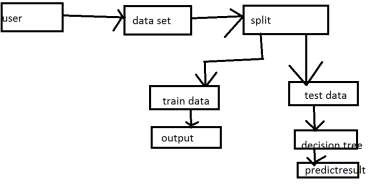 user
data set
split
train data
test data
output
decision tree
predictresult